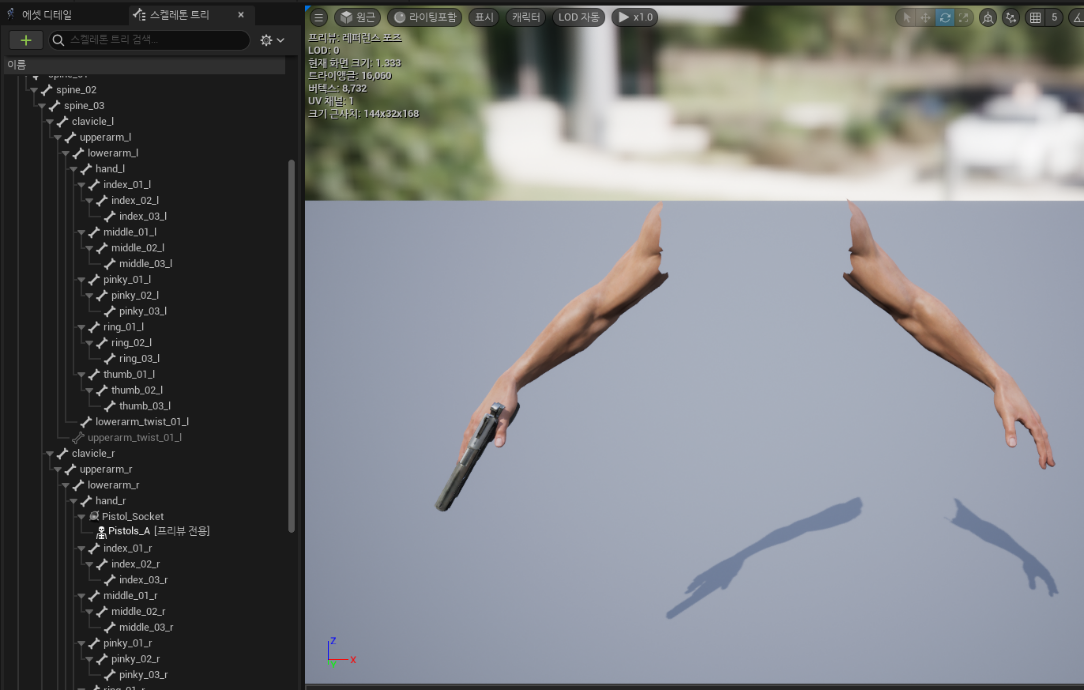 에셋 디테일
스켈레톤 트리
스켈레톤 트리 검색...
이름
spine_02
spine_03
clavicle_l
upperarm_l
lowerarm_l
hand_l
index_01_l
index_02_l
index_03_l
middle_01_l
middle_02_l
middle_03_l
pinky_01_l
pinky_02_l
pinky_03_l
ring_01_l
ring_02_l
ring_03_l
thumb_01_l
thumb_02_l
thumb_03_l
lowerarm_twist_01_l
upperarm_twist_01_l
clavicle_r
upperarm_r
lowerarm_r
hand_r
Pistol_Socket
Pistols_A [프리뷰 전용]
index_01_r
index_02_r
index_03_r
middle_01_r
middle_02_r
middle_03_r
pinky_01_r
pinky_02_r
pinky_03_r
원근 라이팅포함 표시 캐릭터 LOD 자동 x1.0 5
프리뷰: 레퍼런스 포즈
LOD: 0
현재 화면 크기: 1.333
트라이앵글: 16,060
버텍스: 8,732
UV 채널: 1
크기 근사치: 144x32x168
Z
X